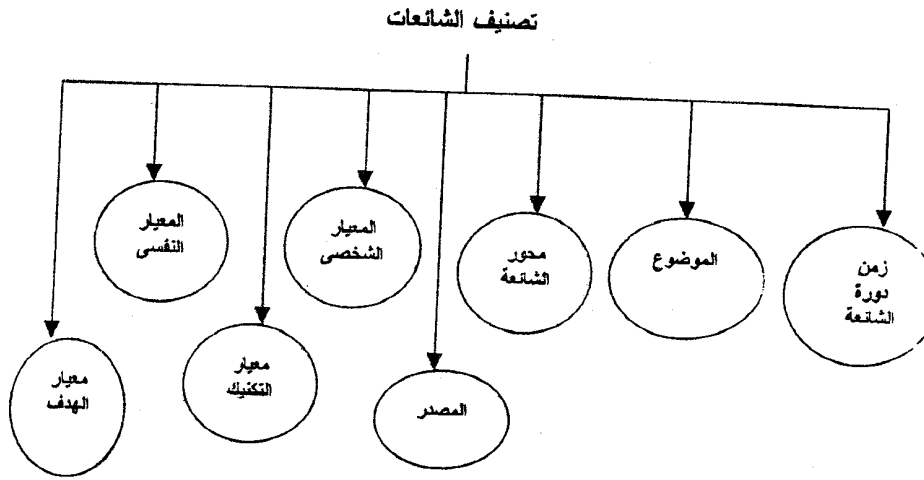 تصنيف الشائعات
زمن
دورة
الشائعة
الموضوع
محور
الشائعة
المعيار
الشخصى
المعيار
النفسى
المصدر
معيار
التكنيك
معيار
الهدف